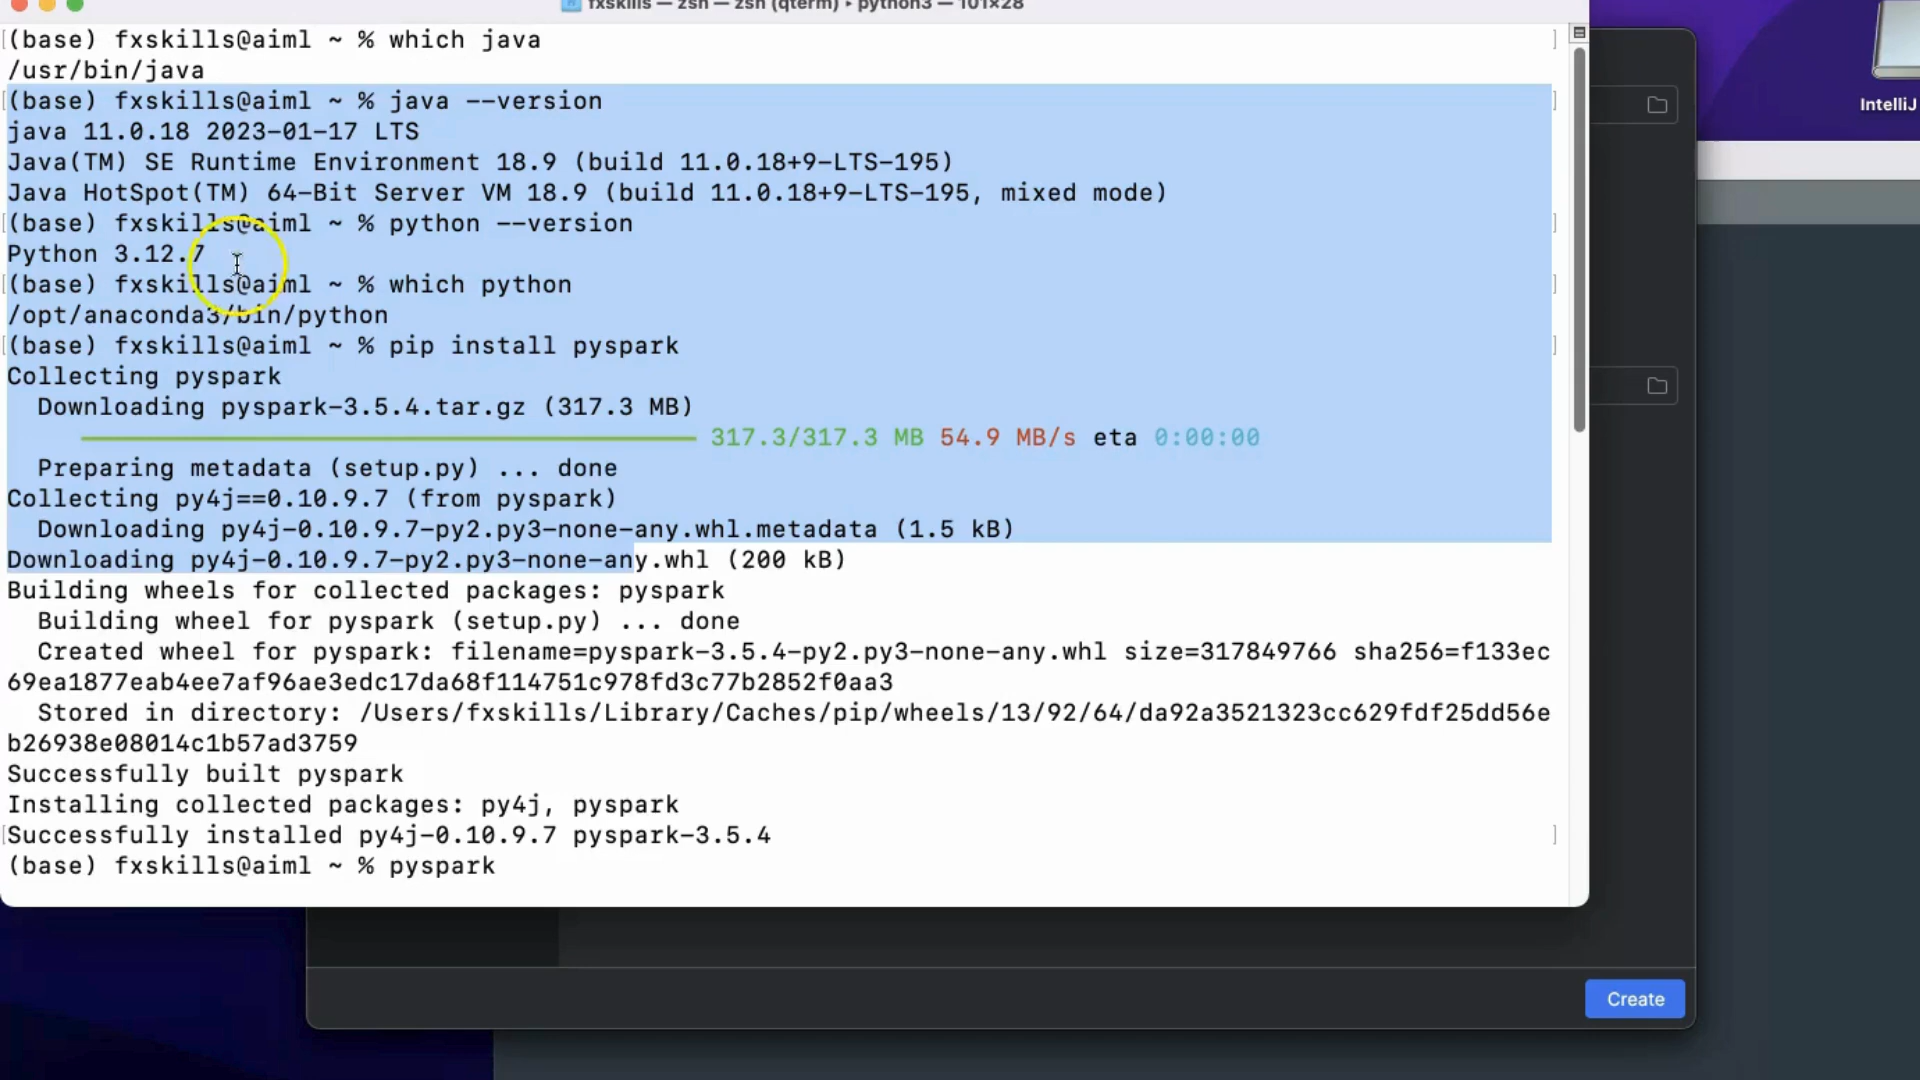 fxskills — zsh — zsh (qterm) ▸ python3 — 101×28
(base) fxskills@aiml ~ % which java
/usr/bin/java
(base) fxskills@aiml ~ % java --version
java 11.0.18 2023-01-17 LTS
Java(TM) SE Runtime Environment 18.9 (build 11.0.18+9-LTS-195)
Java HotSpot(TM) 64-Bit Server VM 18.9 (build 11.0.18+9-LTS-195, mixed mode)
(base) fxskills@aiml ~ % python --version
Python 3.12.7
(base) fxskills@aiml ~ % which python
/opt/anaconda3/bin/python
(base) fxskills@aiml ~ % pip install pyspark
Collecting pyspark
Downloading pyspark-3.5.4.tar.gz (317.3 MB)
317.3/317.3 MB 54.9 MB/s eta 0:00:00
Preparing metadata (setup.py) ... done
Collecting py4j==0.10.9.7 (from pyspark)
Downloading py4j-0.10.9.7-py2.py3-none-any.whl.metadata (1.5 kB)
Downloading py4j-0.10.9.7-py2.py3-none-any.whl (200 kB)
Building wheels for collected packages: pyspark
Building wheel for pyspark (setup.py) ... done
Created wheel for pyspark: filename=pyspark-3.5.4-py2.py3-none-any.whl size=317849766 sha256=f133ec
69ea1877eab4ee7af96ae3edc17da68f114751c978fd3c77b2852f0aa3
Stored in directory: /Users/fxskills/Library/Caches/pip/wheels/13/92/64/da92a3521323cc629fdf25dd56e
b26938e08014c1b57ad3759
Successfully built pyspark
Installing collected packages: py4j, pyspark
Successfully installed py4j-0.10.9.7 pyspark-3.5.4
(base) fxskills@aiml ~ % pyspark
IntelliJ
Create